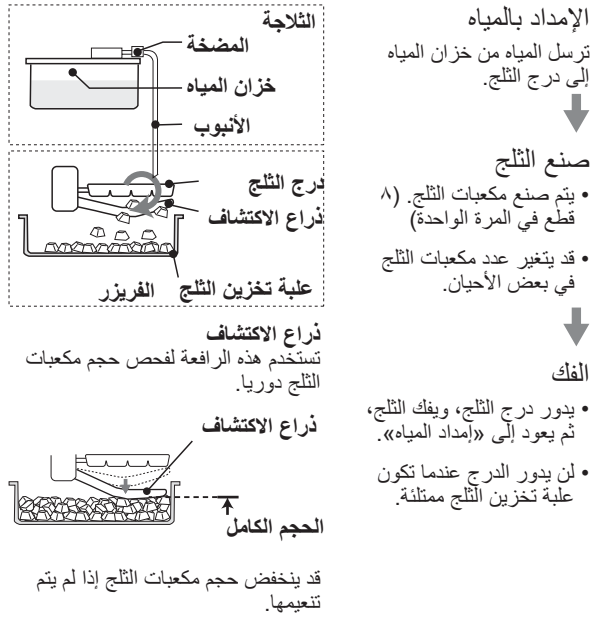 الإمداد بالمياه
ترسل المياه من خزان المياه
إلى درج الثلج.
صنع الثلج
• يتم صنع مكعبات الثلج. (٨
قطع في المرة الواحدة)
• قد يتغير عدد مكعبات الثلج
في بعض الأحيان.
الفك
• يدور درج الثلج، ويفك الثلج،
ثم يعود إلى «إمداد المياه».
• لن يدور الدرج عندما تكون
علبة تخزين الثلج ممتلئة.
الثلاجة
المضخة
خزان المياه
الأنبوب
درج الثلج
ذراع الاكتشاف
علبة تخزين الثلج
الفريزر
ذراع الاكتشاف
تستخدم هذه الرافعة لفحص حجم مكعبات
الثلج دوريا.
ذراع الاكتشاف
الحجم الكامل
قد ينخفض حجم مكعبات الثلج إذا لم يتم
تنعيمها.